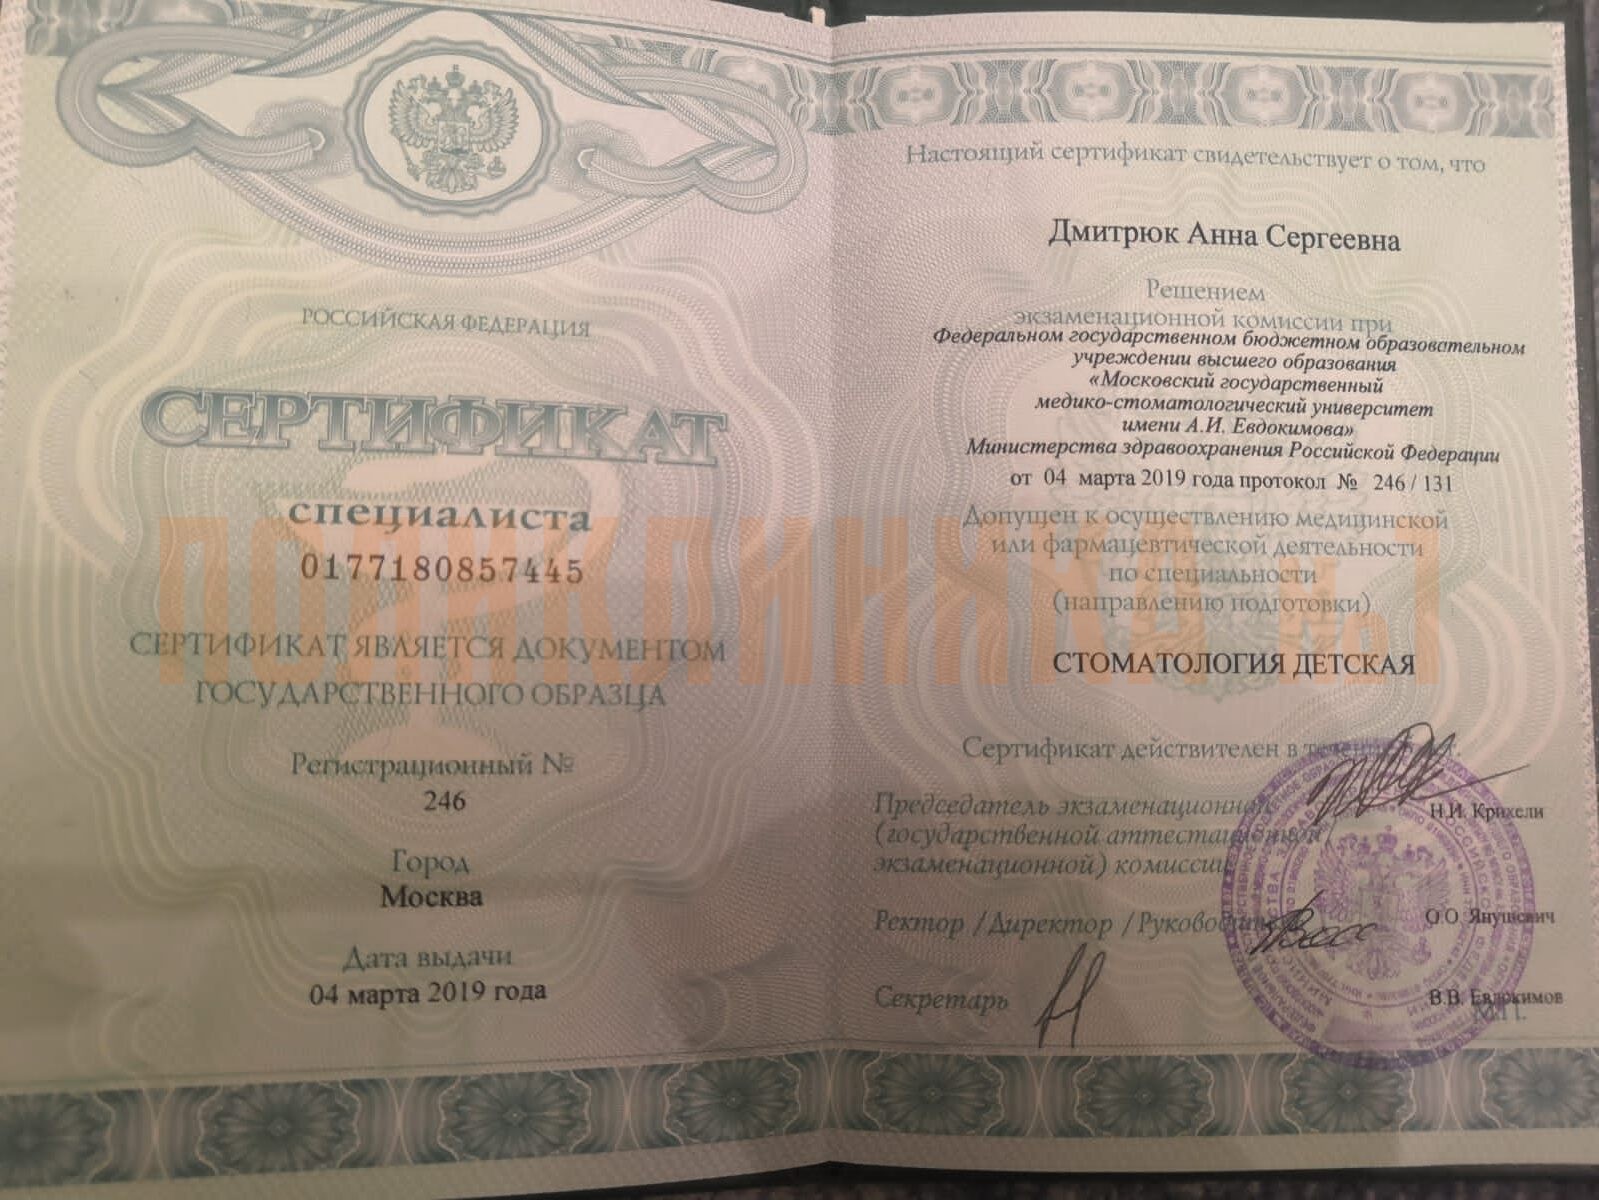 РОССИЙСКАЯ ФЕДЕРАЦИЯ
СЕРТИФИКАТ
специалиста
0177180857445
СЕРТИФИКАТ ЯВЛЯЕТСЯ ДОКУМЕНТОМ
ГОСУДАРСТВЕННОГО ОБРАЗЦА
Регистрационный №
246
Город
Москва
Дата выдачи
04 марта 2019 года
Настоящий сертификат свидетельствует о том, что
Дмитрюк Анна Сергеевна
Решением
экзаменационной комиссии при
Федеральном государственном бюджетном образовательном
учреждении высшего образования
«Московский государственный
медико-стоматологический университет
имени А.И. Евдокимова»
Министерства здравоохранения Российской Федерации
от 04 марта 2019 года протокол № 246 / 131
Допущен к осуществлению медицинской
или фармацевтической деятельности
по специальности
(направлению подготовки)
СТОМАТОЛОГИЯ ДЕТСКАЯ
Сертификат действителен в
Председатель экзаменационной
(государственной аттестационной
экзаменационной) комиссии
Н.И. Крихели
Ректор /Директор /Руководитель
О.О. Янушевич
Секретарь
В.В. Евдокимов
М.П.